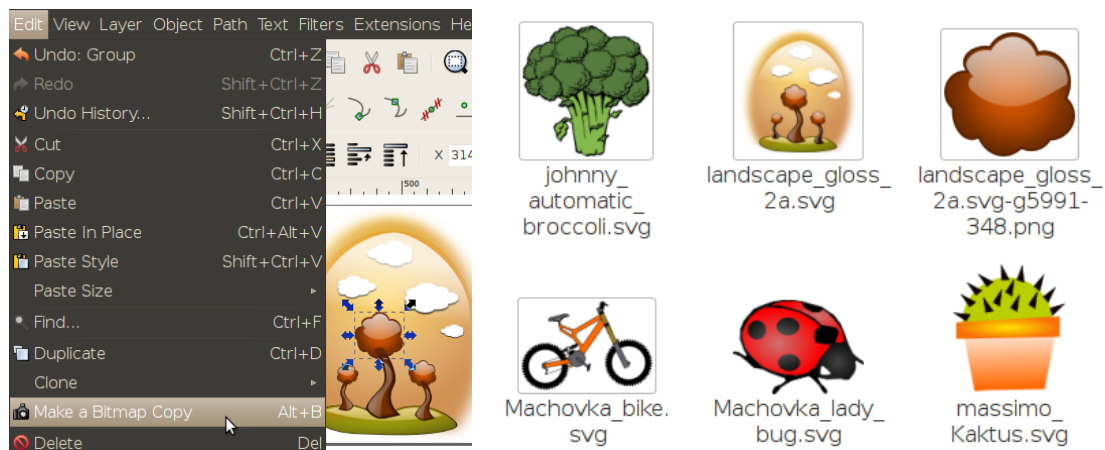 Edit View Layer Object Path Text Filters Extensions He
Undo: Group Ctrl+Z
Redo Shift+Ctrl+Z
Undo History... Shift+Ctrl+H
Cut Ctrl+X
Copy Ctrl+C
Paste Ctrl+V
Paste In Place Ctrl+Alt+V
Paste Style Shift+Ctrl+V
Paste Size
Find... Ctrl+F
Duplicate Ctrl+D
Clone
Make a Bitmap Copy Alt+B
Delete Del
X 314
500
johnny_
automatic_
broccoli.svg
landscape_gloss_
2a.svg
landscape_gloss_
2a.svg-g5991-
348.png
Machovka_bike.
svg
Machovka_lady_
bug.svg
massimo_
Kaktus.svg